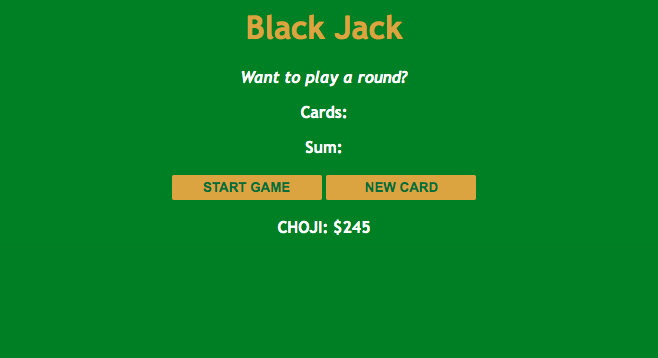 Black Jack
Want to play a round?
Cards:
Sum:
START GAME NEW CARD
CHOJI: $245